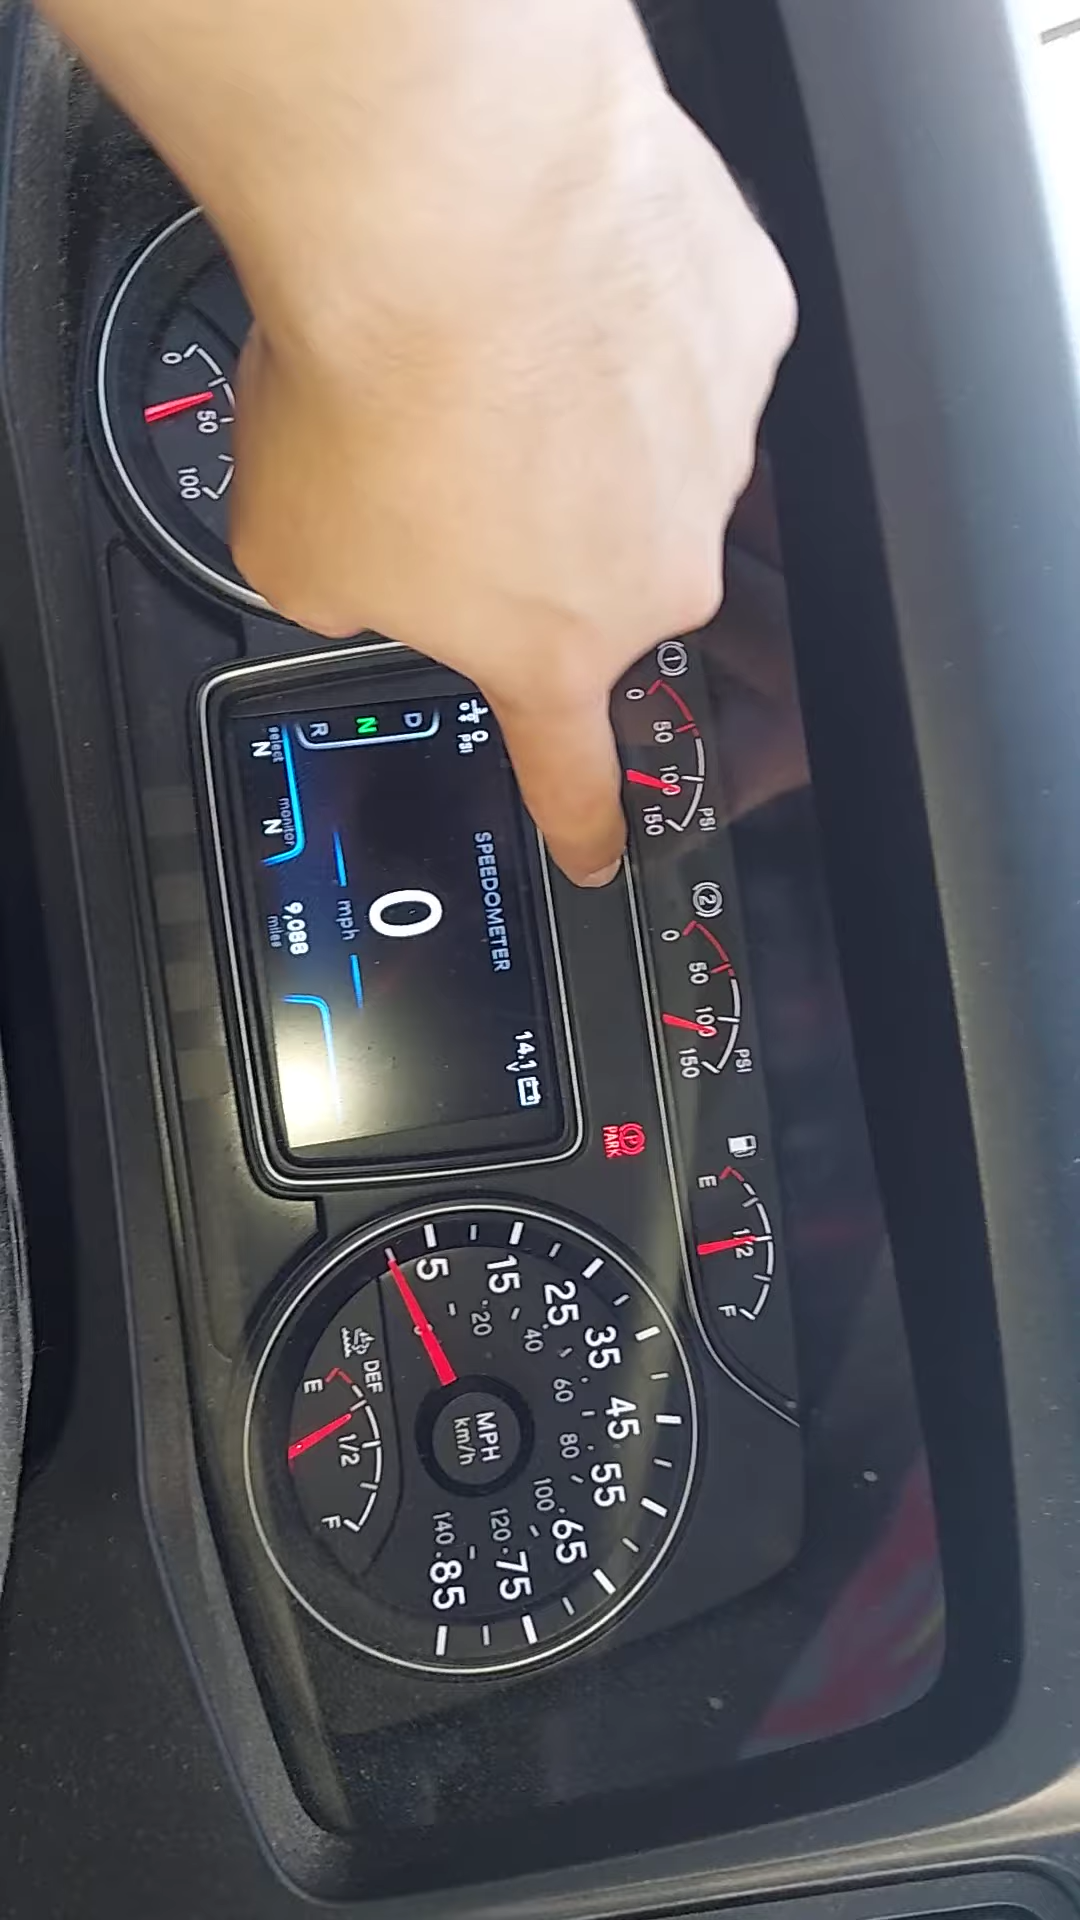 1
0
50
100
150
PSI
2
0
50
100
150
PSI
E
1/2
F
0
PSI
14.1 V
PARK
SPEEDOMETER
D
N
R
0
mph
select
N
monitor
N
9,088
miles
0
50
100
5
15
25
35
45
55
65
75
85
20
40
60
80
100
120
140
MPH
km/h
DEF
E
1/2
F